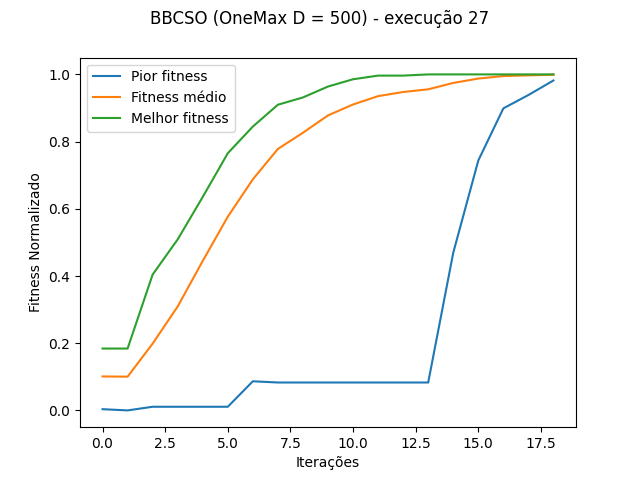 BBCSO (OneMax D = 500) - execução 27
Pior fitness
Fitness médio
Melhor fitness
Fitness Normalizado
1.0
0.8
0.6
0.4
0.2
0.0
0.0 2.5 5.0 7.5 10.0 12.5 15.0 17.5
Iterações